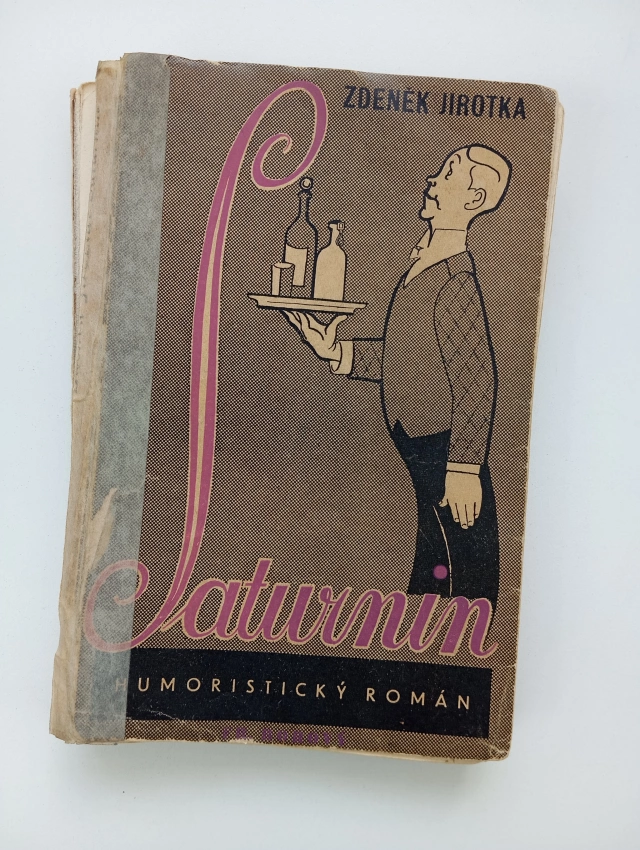 ZDENĚK JIROTKA
Saturnin
HUMORISTICKÝ ROMÁN